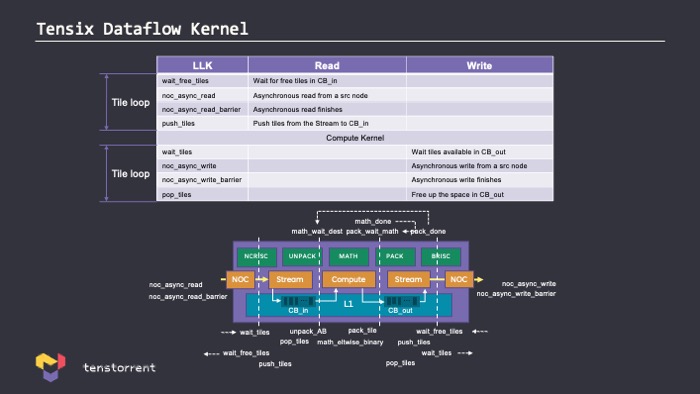 Tensix Dataflow Kernel
LLK Read Write
wait_free_tiles Wait for free tiles in CB_in
noc_async_read Asynchronous read from a src node
Tile loop
noc_async_read_barrier Asynchronous read finishes
push_tiles Push tiles from the Stream to CB_in
Compute Kernel
wait_tiles Wait tiles available in CB_out
noc_async_write Asynchronous write from a src node
Tile loop
noc_async_write_barrier Asynchronous write finishes
pop_tiles Free up the space in CB_out
math_done
math_wait_dest pack_wait_math pack_done
NCRISC UNPACK MATH PACK BRISC
NOC Stream Compute Stream NOC
noc_async_read
noc_async_read_barrier
noc_async_write
noc_async_write_barrier
L1
CB_in CB_out
wait_tiles unpack_AB pack_tile wait_free_tiles
pop_tiles math_eltwise_binary push_tiles
wait_free_tiles wait_tiles
push_tiles pop_tiles
tenstorrent